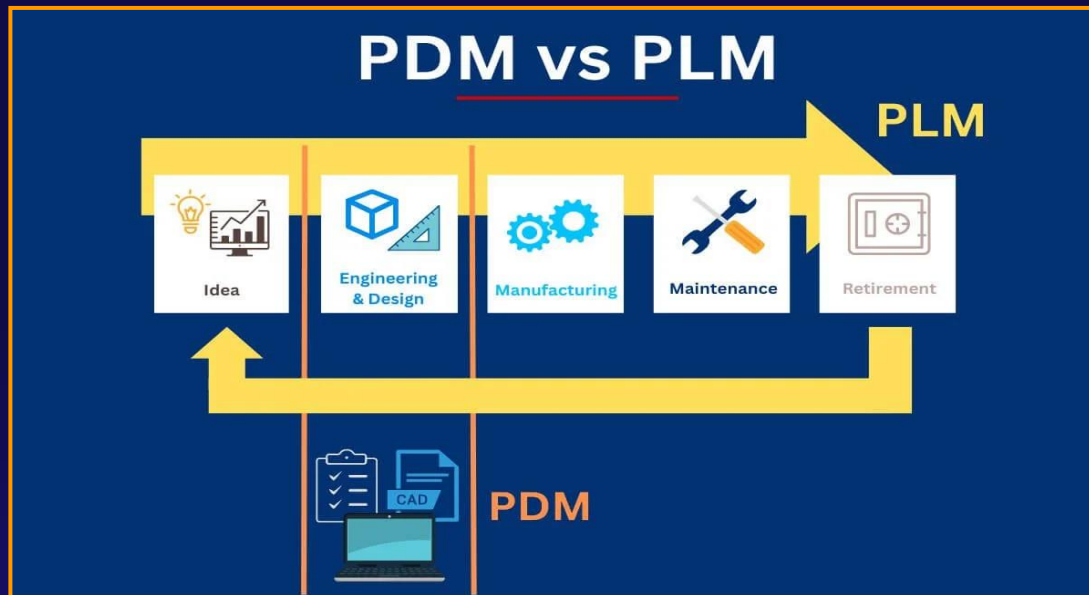 PDM vs PLM
PLM
Idea
Engineering
& Design
Manufacturing
Maintenance
Retirement
CAD
PDM